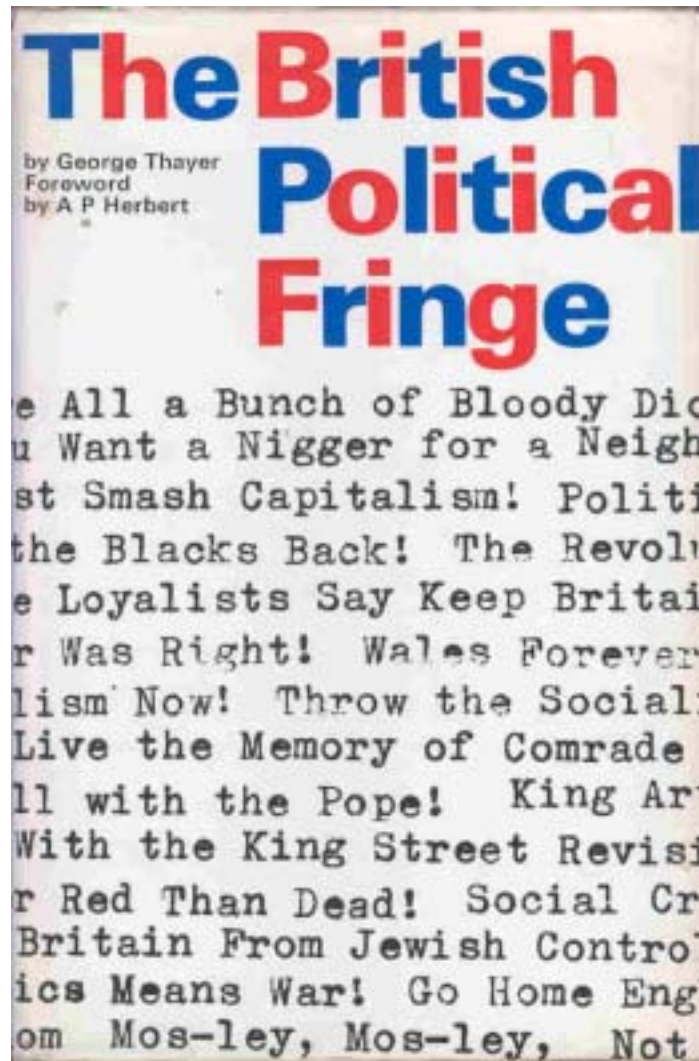 The British
Political
Fringe
by George Thayer
Foreword
by A P Herbert
e All a Bunch of Bloody Dic
u Want a Nigger for a Neigh
st Smash Capitalism! Politi
the Blacks Back! The Revolu
e Loyalists Say Keep Britai
r Was Right! Wales Forever
lism Now! Throw the Sociali
Live the Memory of Comrade
ll with the Pope! King Ar
With the King Street Revisi
r Red Than Dead! Social Cr
Britain From Jewish Control
ics Means War! Go Home Eng
om Mos-ley, Mos-ley, Not